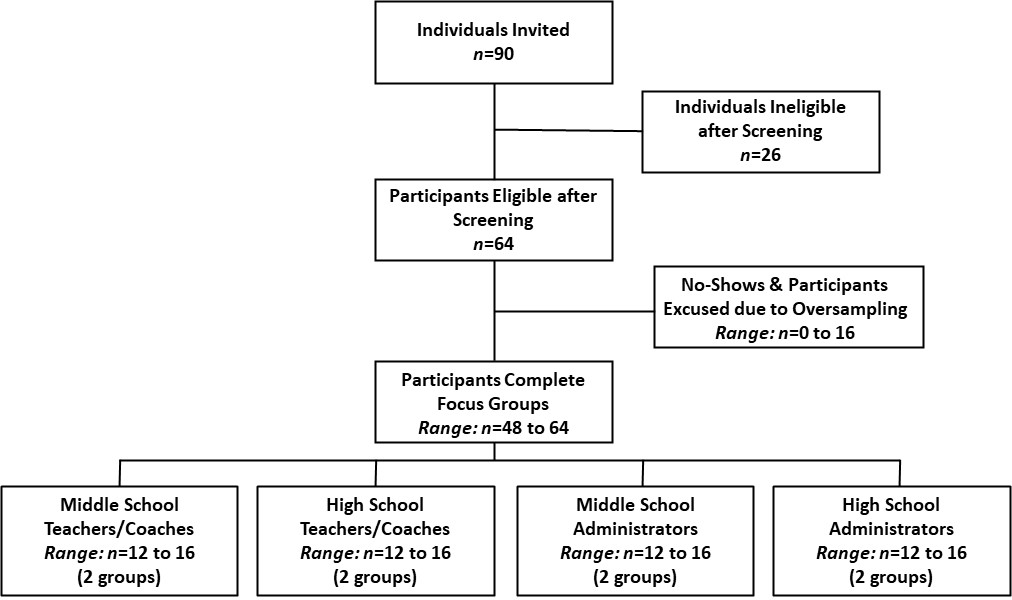 Individuals Invited
n=90
Individuals Ineligible
after Screening
n=26
Participants Eligible after
Screening
n=64
No-Shows & Participants
Excused due to Oversampling
Range: n=0 to 16
Participants Complete
Focus Groups
Range: n=48 to 64
Middle School
Teachers/Coaches
Range: n=12 to 16
(2 groups)
High School
Teachers/Coaches
Range: n=12 to 16
(2 groups)
Middle School
Administrators
Range: n=12 to 16
(2 groups)
High School
Administrators
Range: n=12 to 16
(2 groups)